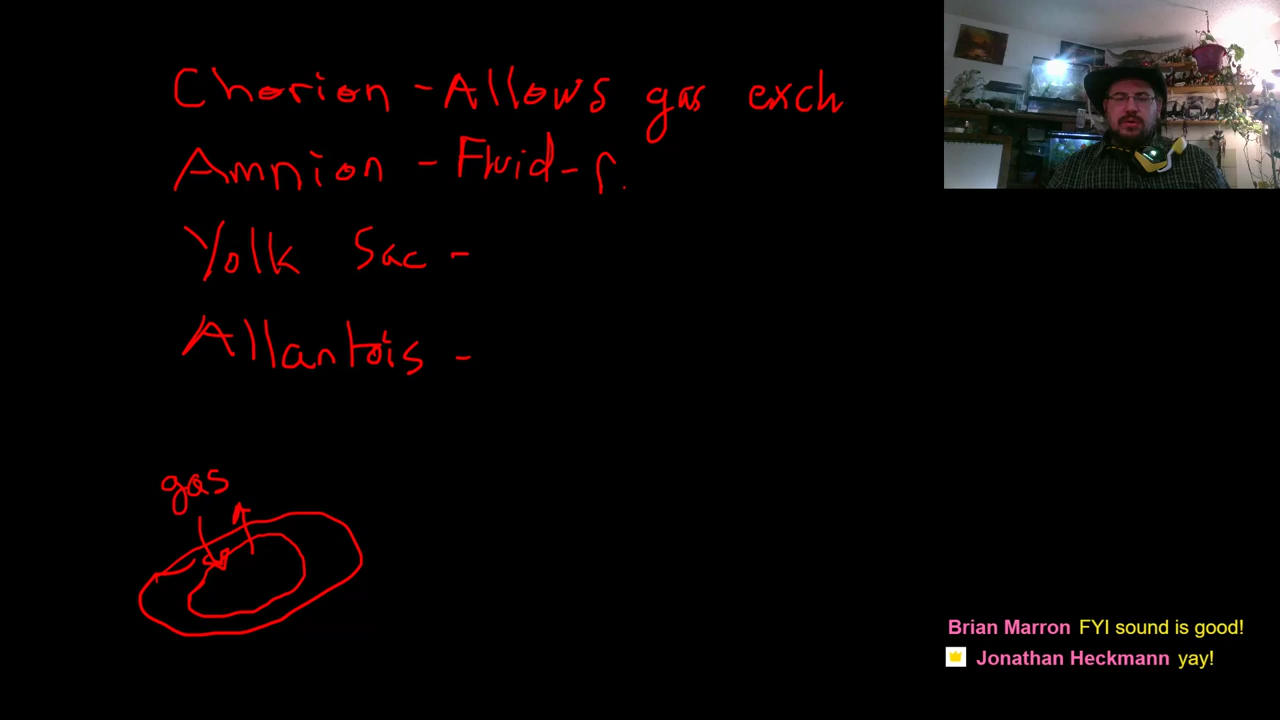 Chorion - Allows gas exch
Amnion - Fluid-
Yolk Sac -
Allantois -
gas
Brian Marron FYI sound is good!
Jonathan Heckmann yay!